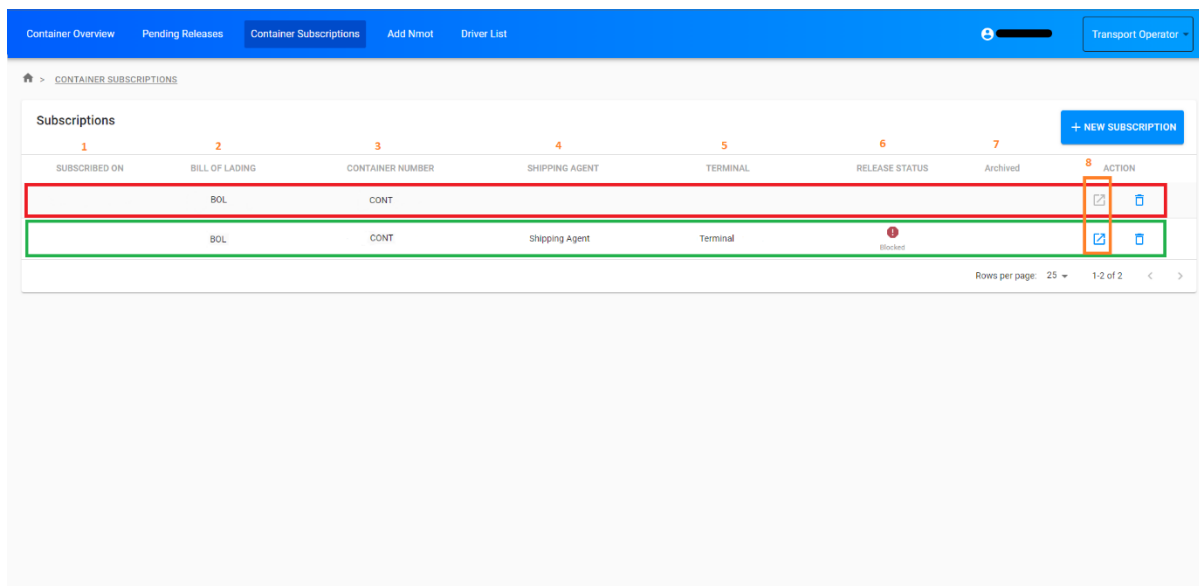 Container Overview Pending Releases Container Subscriptions Add Nmot Driver List Transport Operator
> CONTAINER SUBSCRIPTIONS
Subscriptions
+ NEW SUBSCRIPTION
1 2 3 4 5 6 7 8
SUBSCRIBED ON BILL OF LADING CONTAINER NUMBER SHIPPING AGENT TERMINAL RELEASE STATUS Archived ACTION
BOL CONT
BOL CONT Shipping Agent Terminal
Blocked
Rows per page: 25 1-2 of 2 < >